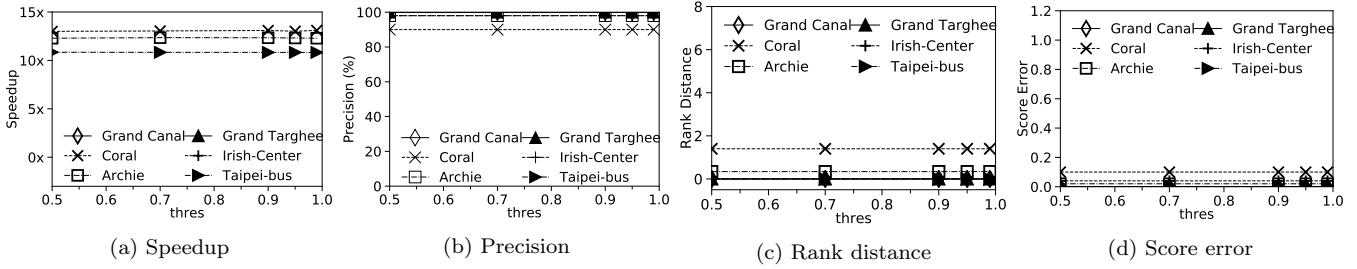 15x
10x
5x
0x
Speedup
Grand Canal
Coral
Archie
Grand Targhee
Irish-Center
Taipei-bus
0.5 0.6 0.7 0.8 0.9 1.0
thres
(a) Speedup
100
80
60
40
20
0
Precision (%)
Grand Canal
Coral
Archie
Grand Targhee
Irish-Center
Taipei-bus
0.5 0.6 0.7 0.8 0.9 1.0
thres
(b) Precision
8
6
4
2
0
Rank Distance
Grand Canal
Coral
Archie
Grand Targhee
Irish-Center
Taipei-bus
0.5 0.6 0.7 0.8 0.9 1.0
thres
(c) Rank distance
1.2
1.0
0.8
0.6
0.4
0.2
0.0
Score Error
Grand Canal
Coral
Archie
Grand Targhee
Irish-Center
Taipei-bus
0.5 0.6 0.7 0.8 0.9 1.0
thres
(d) Score error